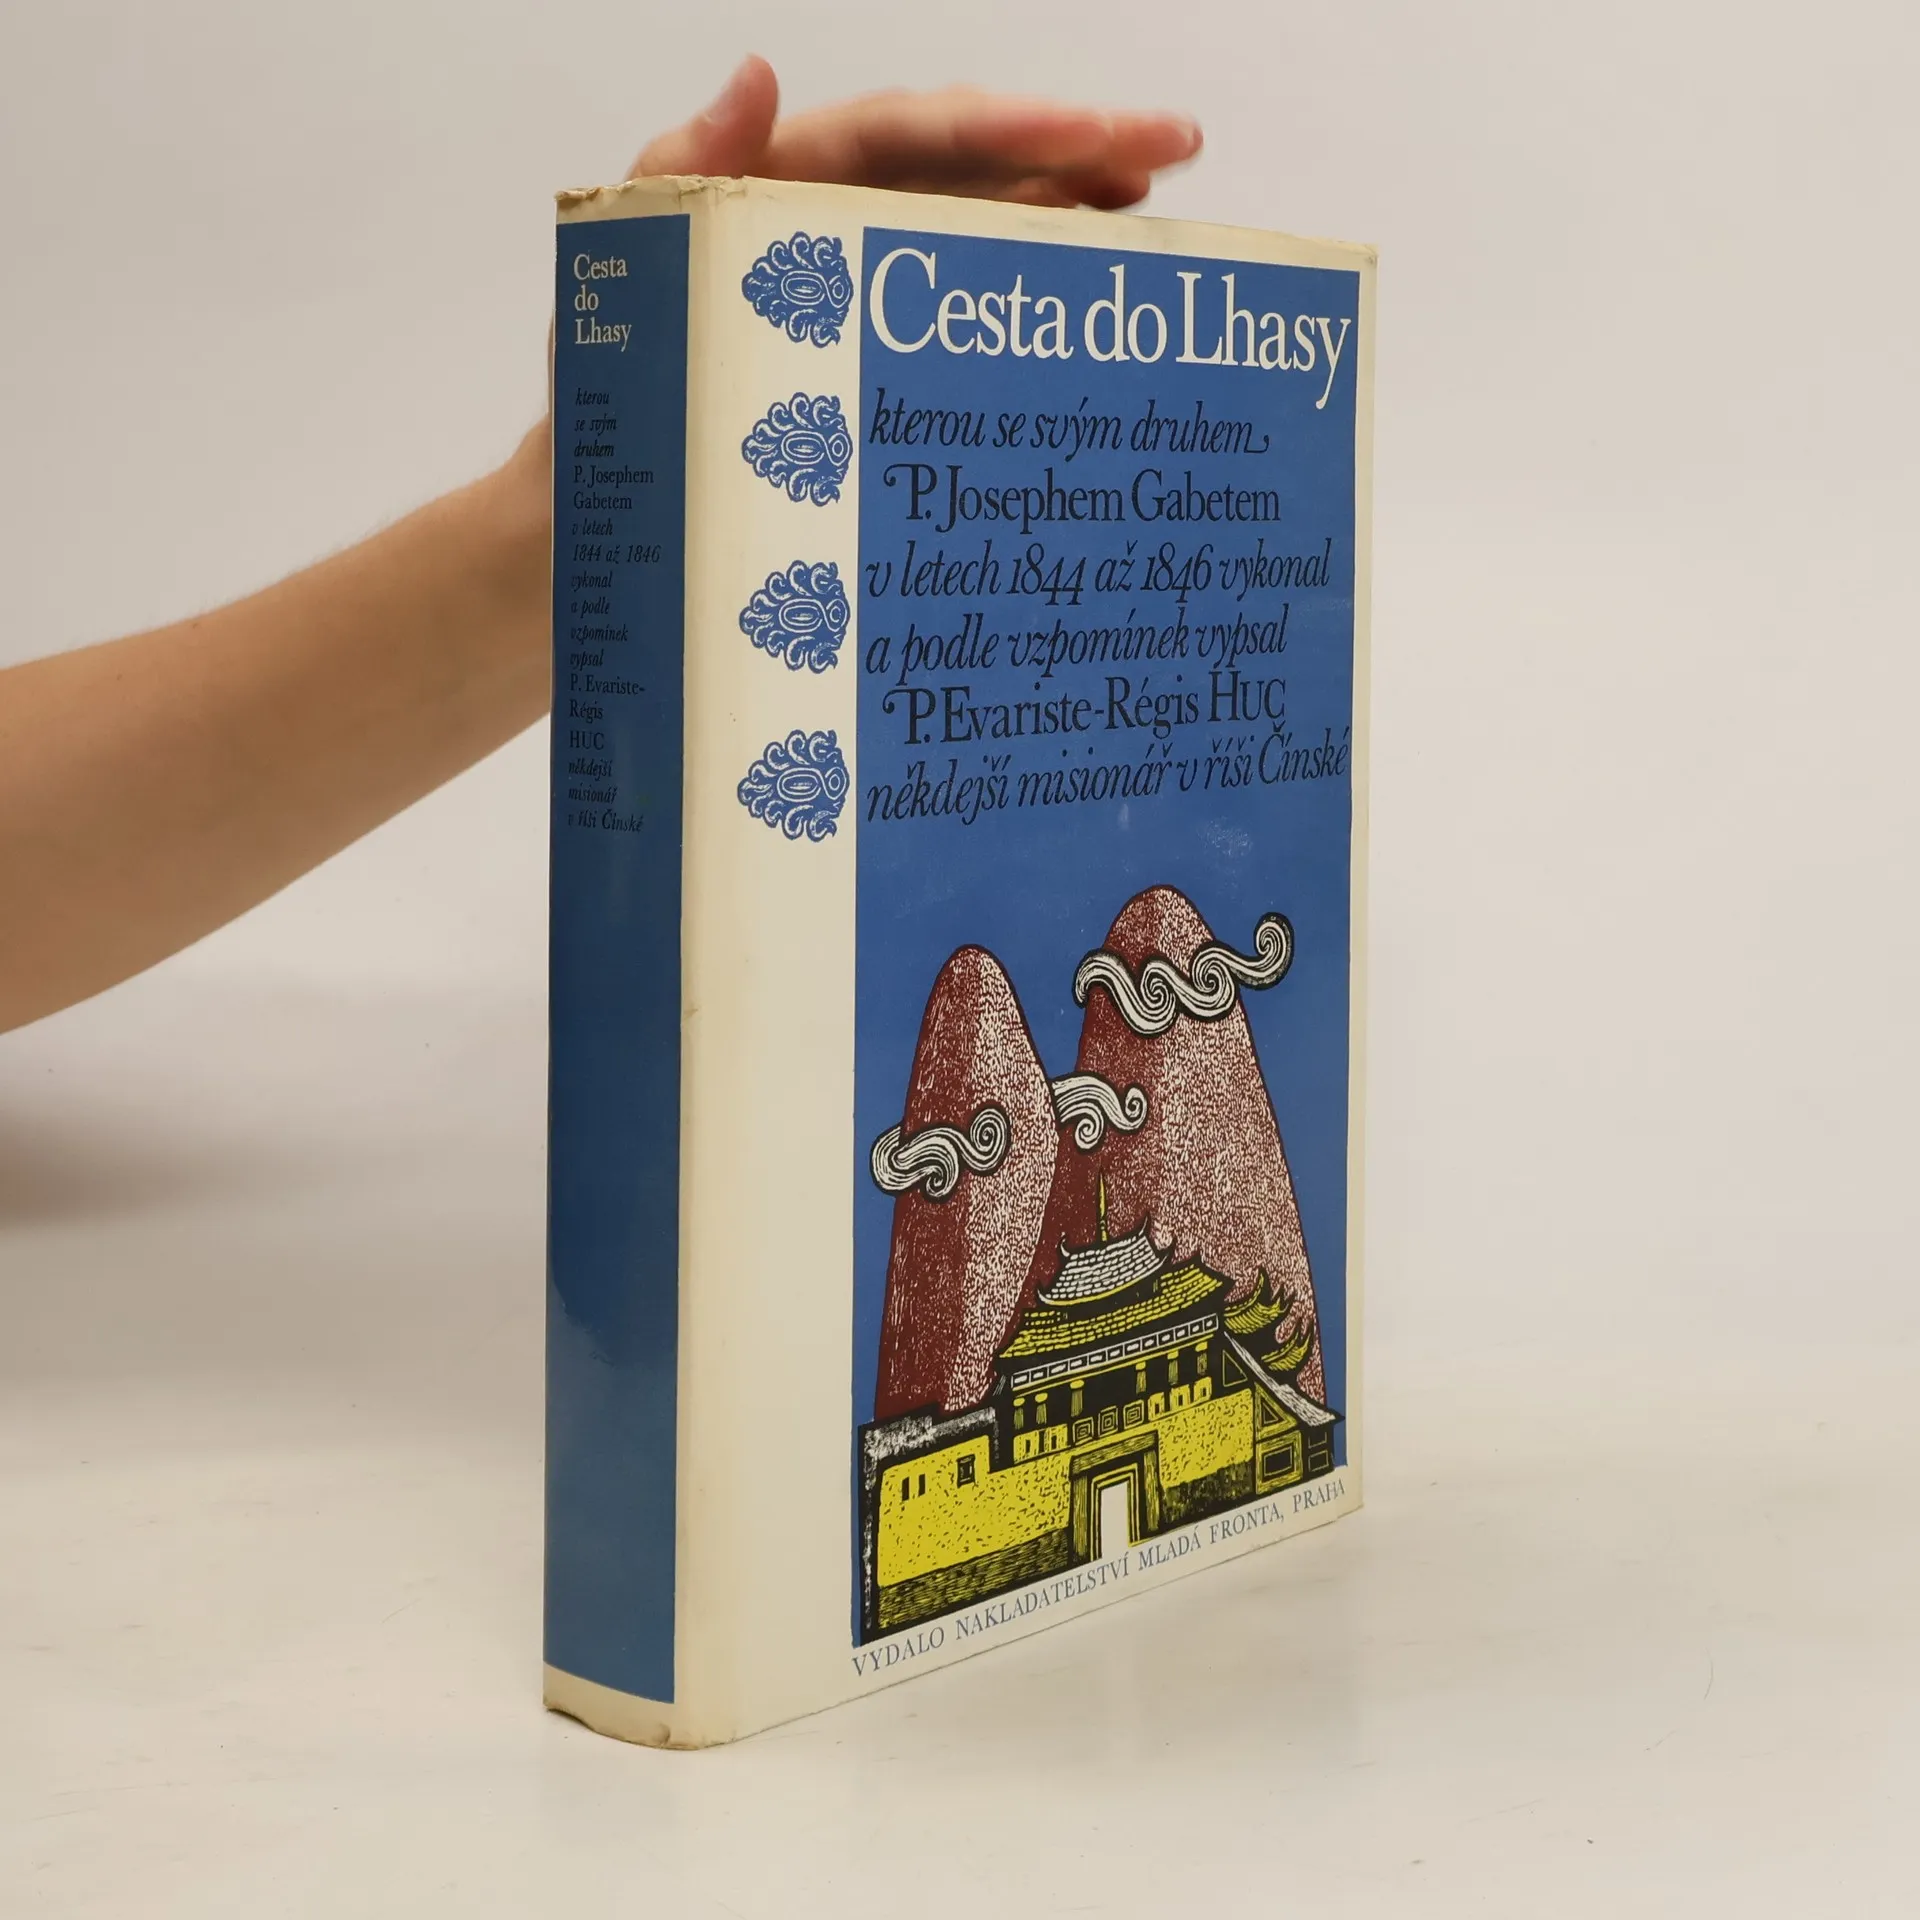 Cesta
do
Lhasy
kterou
se svým
druhem
P. Josephem
Gabetem
v letech
1844 až 1846
vykonal
a podle
vzpomínek
vypsal
P. Evariste-
Régis
HUC
někdejší
misionář
v říši Čínské
Cesta do Lhasy
kterou se svým druhem
P. Josephem Gabetem
v letech 1844 až 1846 vykonal
a podle vzpomínek vypsal
P. Evariste-Régis HUC
někdejší misionář v říši Čínské
VYDALO NAKLADATELSTVÍ MLADÁ FRONTA, PRAHA